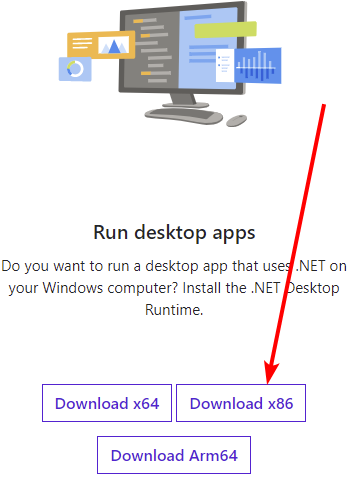 Run desktop apps
Do you want to run a desktop app that uses .NET on
your Windows computer? Install the .NET Desktop
Runtime.
Download x64
Download x86
Download Arm64